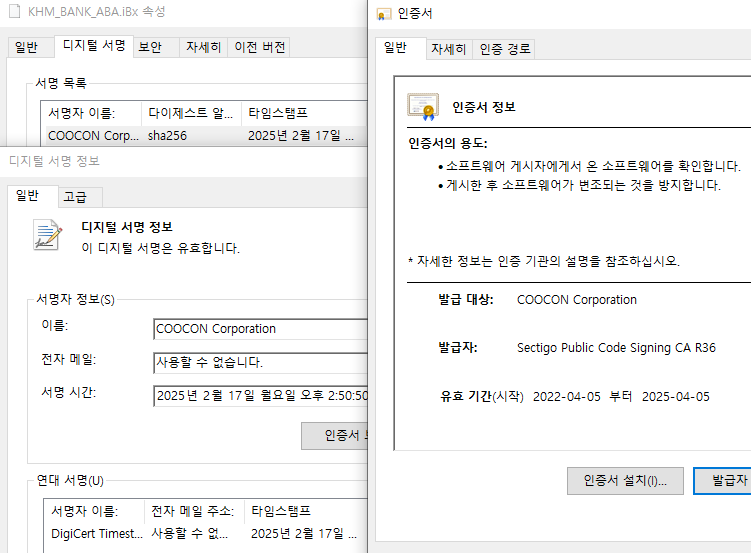 KHM_BANK_ABA.iBx 속성
일반 디지털 서명 보안 자세히 이전 버전
서명 목록
서명자 이름: 다이제스트 알... 타임스탬프
COOCON Corp... sha256 2025년 2월 17일 ...
디지털 서명 정보
일반 고급
디지털 서명 정보
이 디지털 서명은 유효합니다.
서명자 정보(S)
이름: COOCON Corporation
전자 메일: 사용할 수 없습니다.
서명 시간: 2025년 2월 17일 월요일 오후 2:50:50
인증서
연대 서명(U)
서명자 이름: 전자 메일 주소: 타임스탬프
DigiCert Timest... 사용할 수 없... 2025년 2월 17일 ...
인증서
일반 자세히 인증 경로
인증서 정보
인증서의 용도:
• 소프트웨어 게시자에게서 온 소프트웨어를 확인합니다.
• 게시한 후 소프트웨어가 변조되는 것을 방지합니다.
* 자세한 정보는 인증 기관의 설명을 참조하십시오.
발급 대상: COOCON Corporation
발급자: Sectigo Public Code Signing CA R36
유효 기간(시작) 2022-04-05 부터 2025-04-05
인증서 설치(I)... 발급자